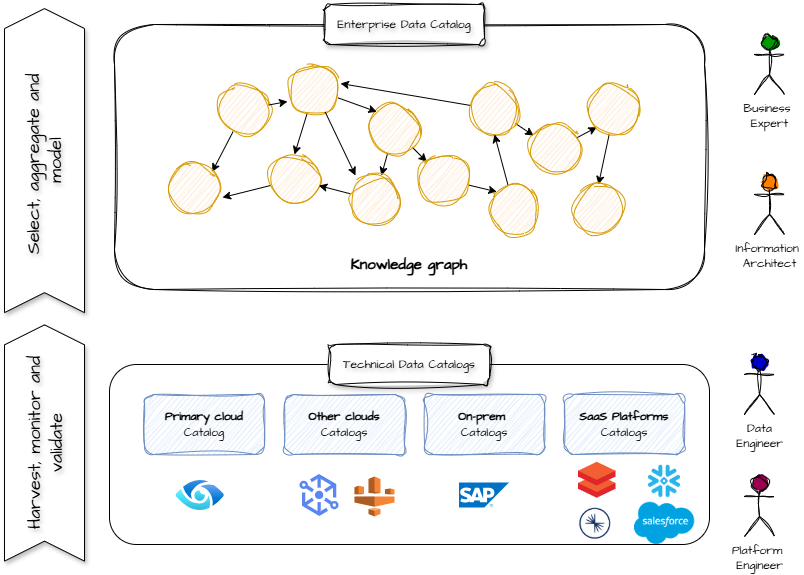 Enterprise Data Catalog
Select, aggregate and
model
Business
Expert
Information
Architect
Knowledge graph
Technical Data Catalogs
Harvest, monitor and
validate
Primary cloud
Catalog
Other clouds
Catalogs
On-prem
Catalogs
SaaS Platforms
Catalogs
SAP
salesforce
Data
Engineer
Platform
Engineer